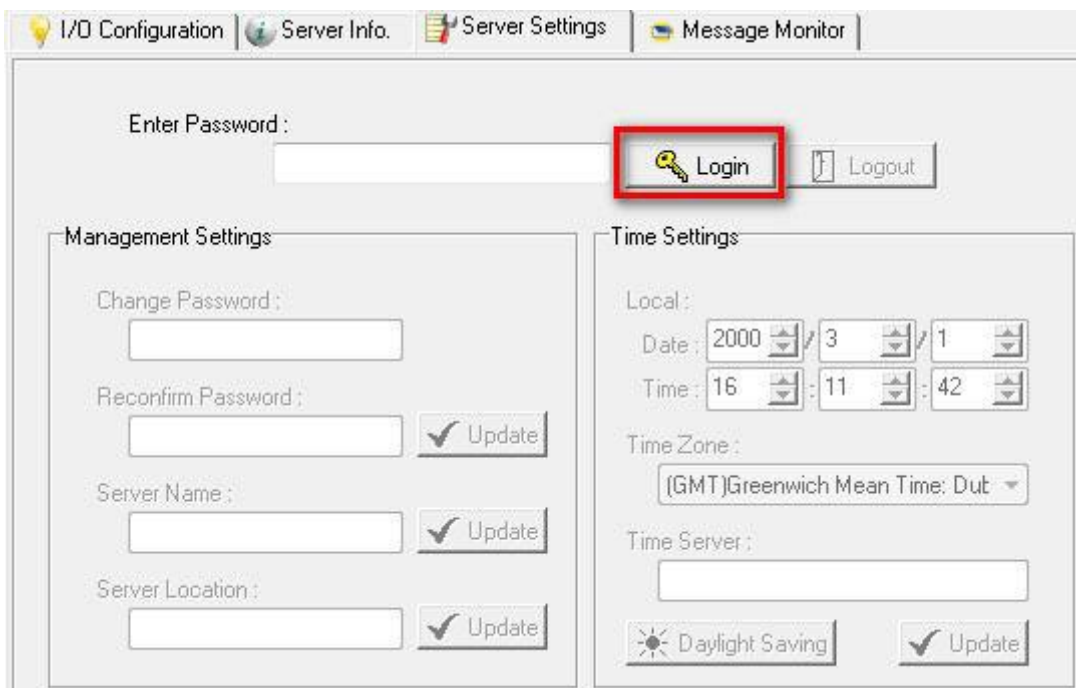 I/O Configuration Server Info. Server Settings Message Monitor
Enter Password :
Login Logout
Management Settings
Change Password :
Reconfirm Password :
Update
Server Name :
Update
Server Location :
Update
Time Settings
Local :
Date : 2000 / 3 / 1
Time : 16 : 11 : 42
Time Zone :
(GMT)Greenwich Mean Time: Dub
Time Server :
Daylight Saving Update